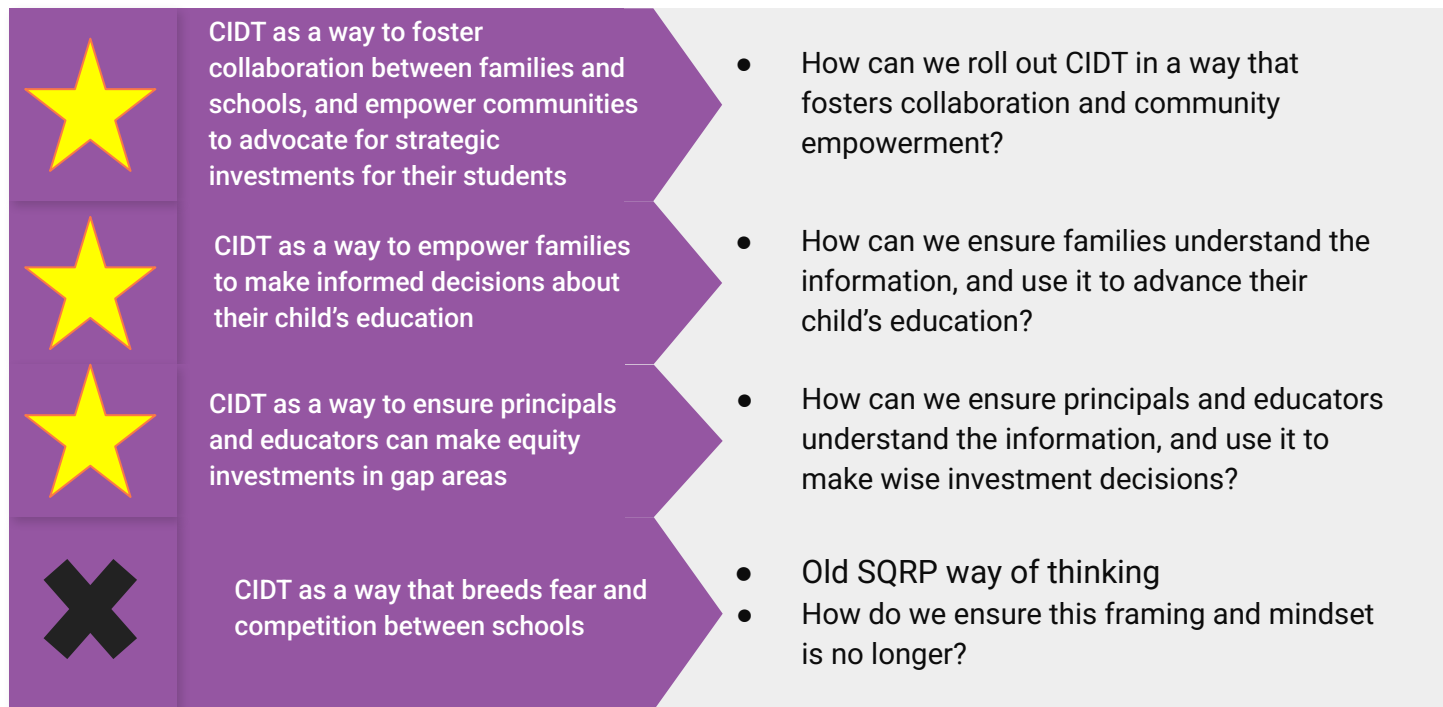 CIDT as a way to foster
collaboration between families and
schools, and empower communities
to advocate for strategic
investments for their students
● How can we roll out CIDT in a way that
fosters collaboration and community
empowerment?
CIDT as a way to empower families
to make informed decisions about
their child's education
● How can we ensure families understand the
information, and use it to advance their
child's education?
CIDT as a way to ensure principals
and educators can make equity
investments in gap areas
● How can we ensure principals and educators
understand the information, and use it to
make wise investment decisions?
CIDT as a way that breeds fear and
competition between schools
● Old SQRP way of thinking
● How do we ensure this framing and mindset
is no longer?